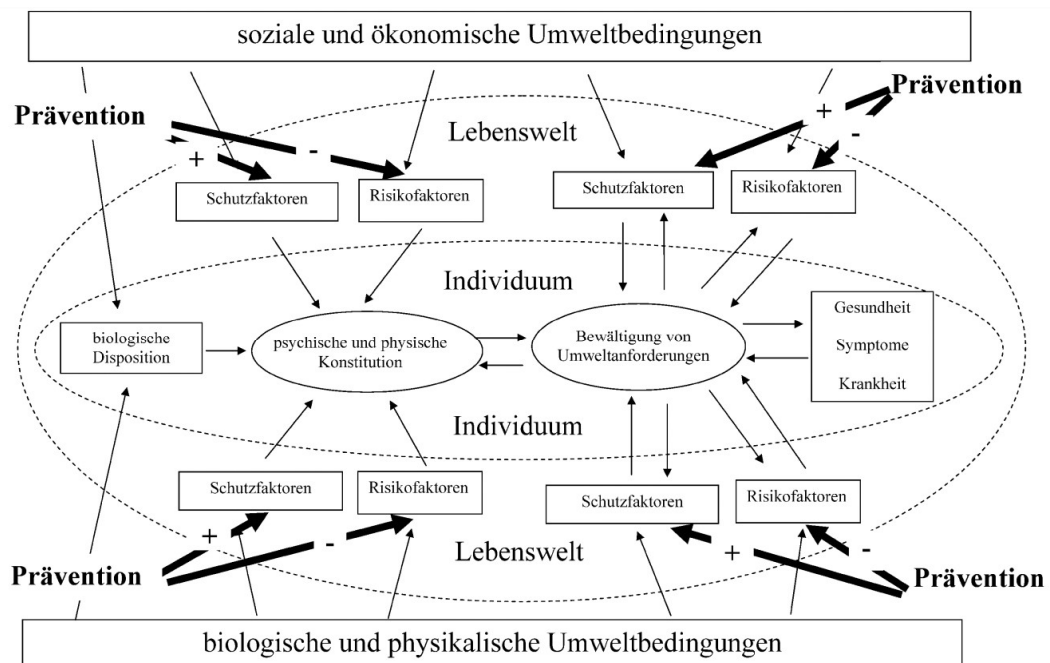 soziale und ökonomische Umweltbedingungen
Prävention
Prävention
+
-
+
-
Lebenswelt
Schutzfaktoren
Risikofaktoren
Schutzfaktoren
Risikofaktoren
Individuum
biologische
Disposition
psychische und physische
Konstitution
Bewältigung von
Umweltanforderungen
Gesundheit
Symptome
Krankheit
Individuum
Schutzfaktoren
Risikofaktoren
Schutzfaktoren
Risikofaktoren
+
-
+
-
Lebenswelt
Prävention
Prävention
biologische und physikalische Umweltbedingungen